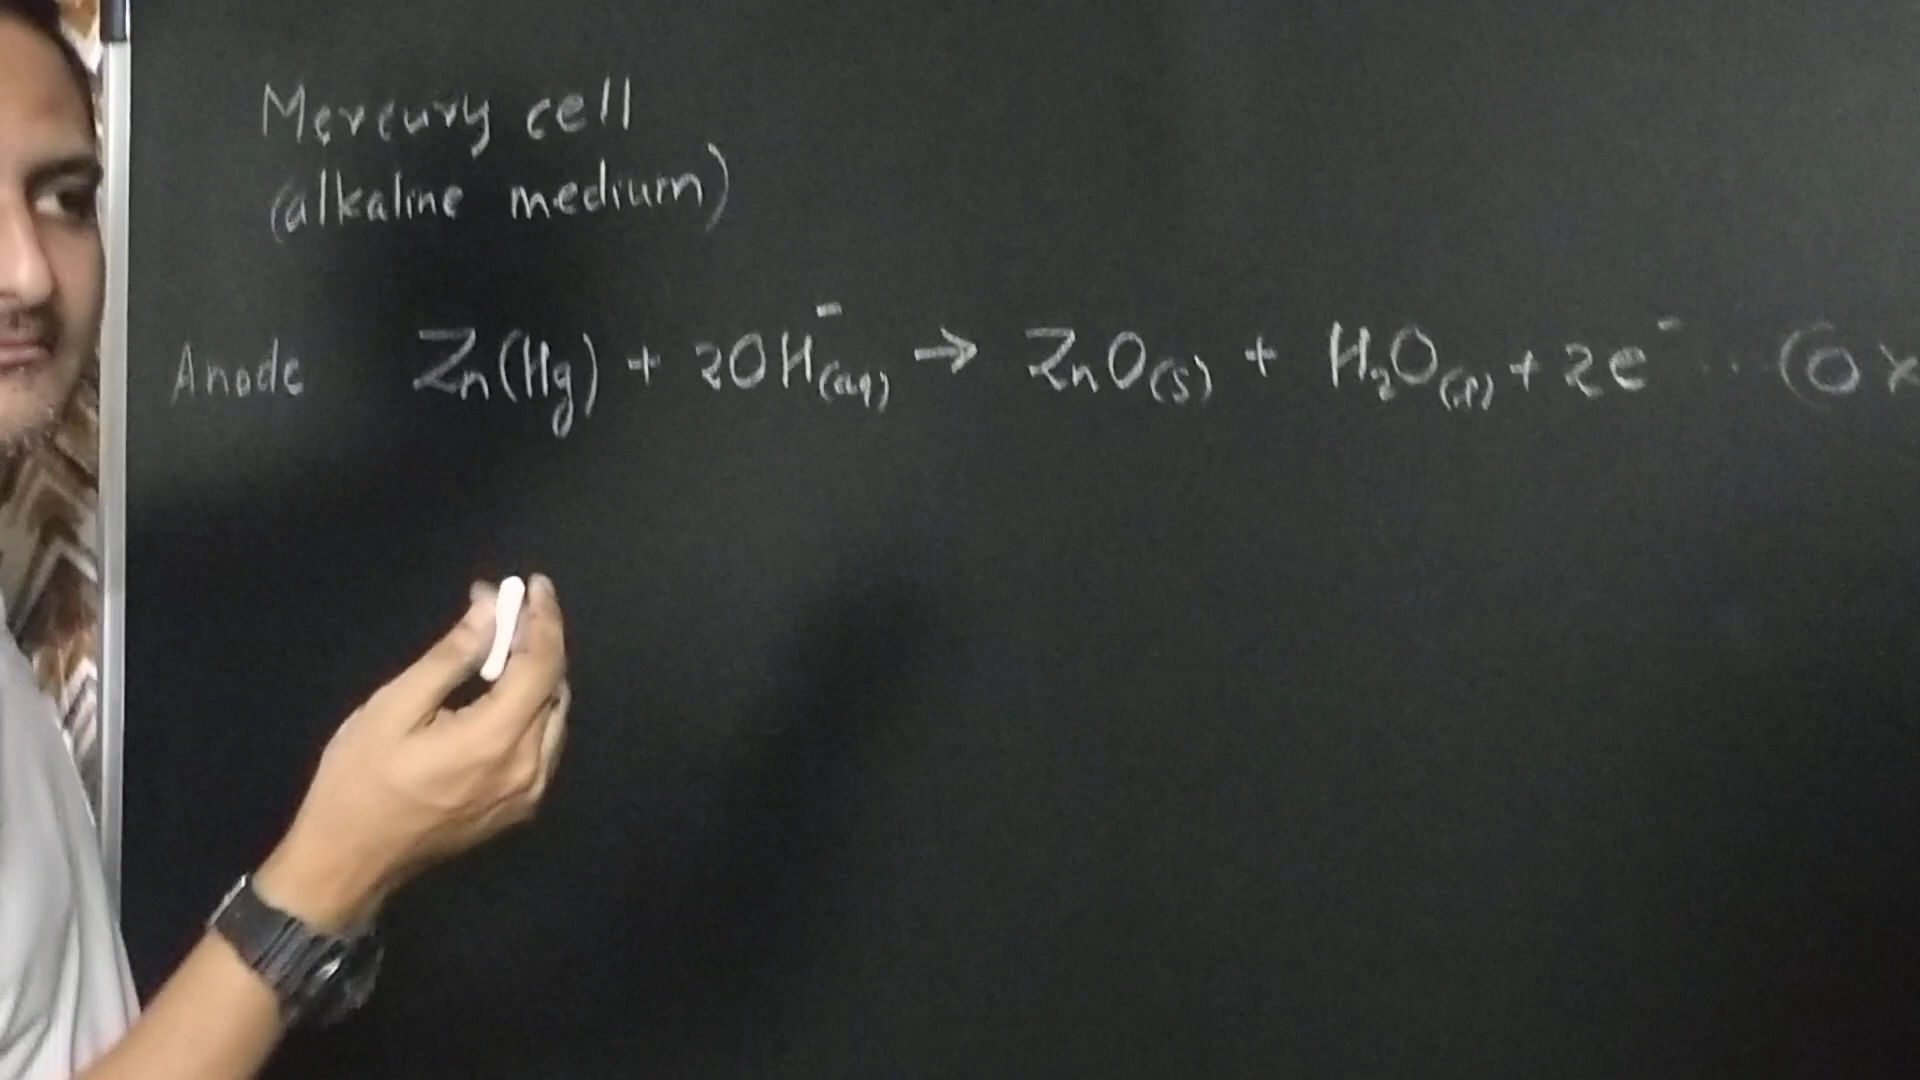 Mercury cell
(alkaline medium)
Anode Zn(Hg) + 2OH⁻(aq) → ZnO(s) + H₂O(l) + 2e⁻ ... (Ox